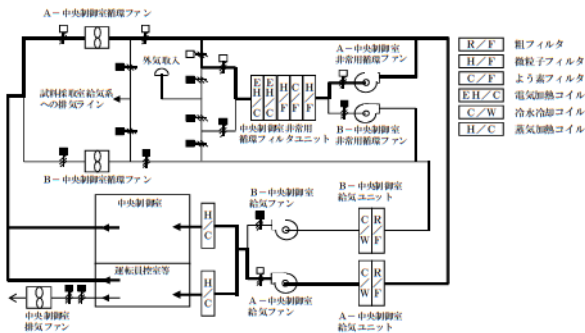 A-中央制御室循環ファン
外気取入
試料採取室給気系
への排気ライン
E H/C
E H/C
H/F
C/F
H/F
中央制御室非常用
循環フィルタユニット
A-中央制御室
非常用循環ファン
B-中央制御室
非常用循環ファン
B-中央制御室循環ファン
中央制御室
運転員控室等
中央制御室
排気ファン
H/C
H/C
B-中央制御室
給気ファン
A-中央制御室
給気ファン
B-中央制御室
給気ユニット
C/W
R/F
C/W
R/F
A-中央制御室
給気ユニット
R/F 粗フィルタ
H/F 微粒子フィルタ
C/F よう素フィルタ
EH/C 電気加熱コイル
C/W 冷水冷却コイル
H/C 蒸気加熱コイル